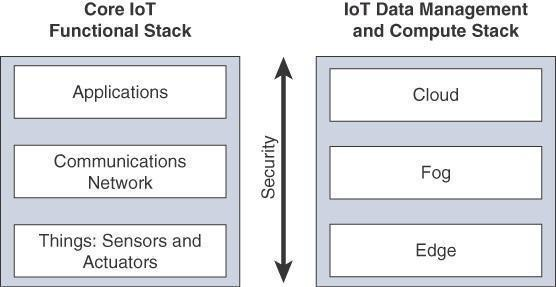 Core IoT
Functional Stack
Applications
Communications
Network
Things: Sensors and
Actuators
Security
IoT Data Management
and Compute Stack
Cloud
Fog
Edge